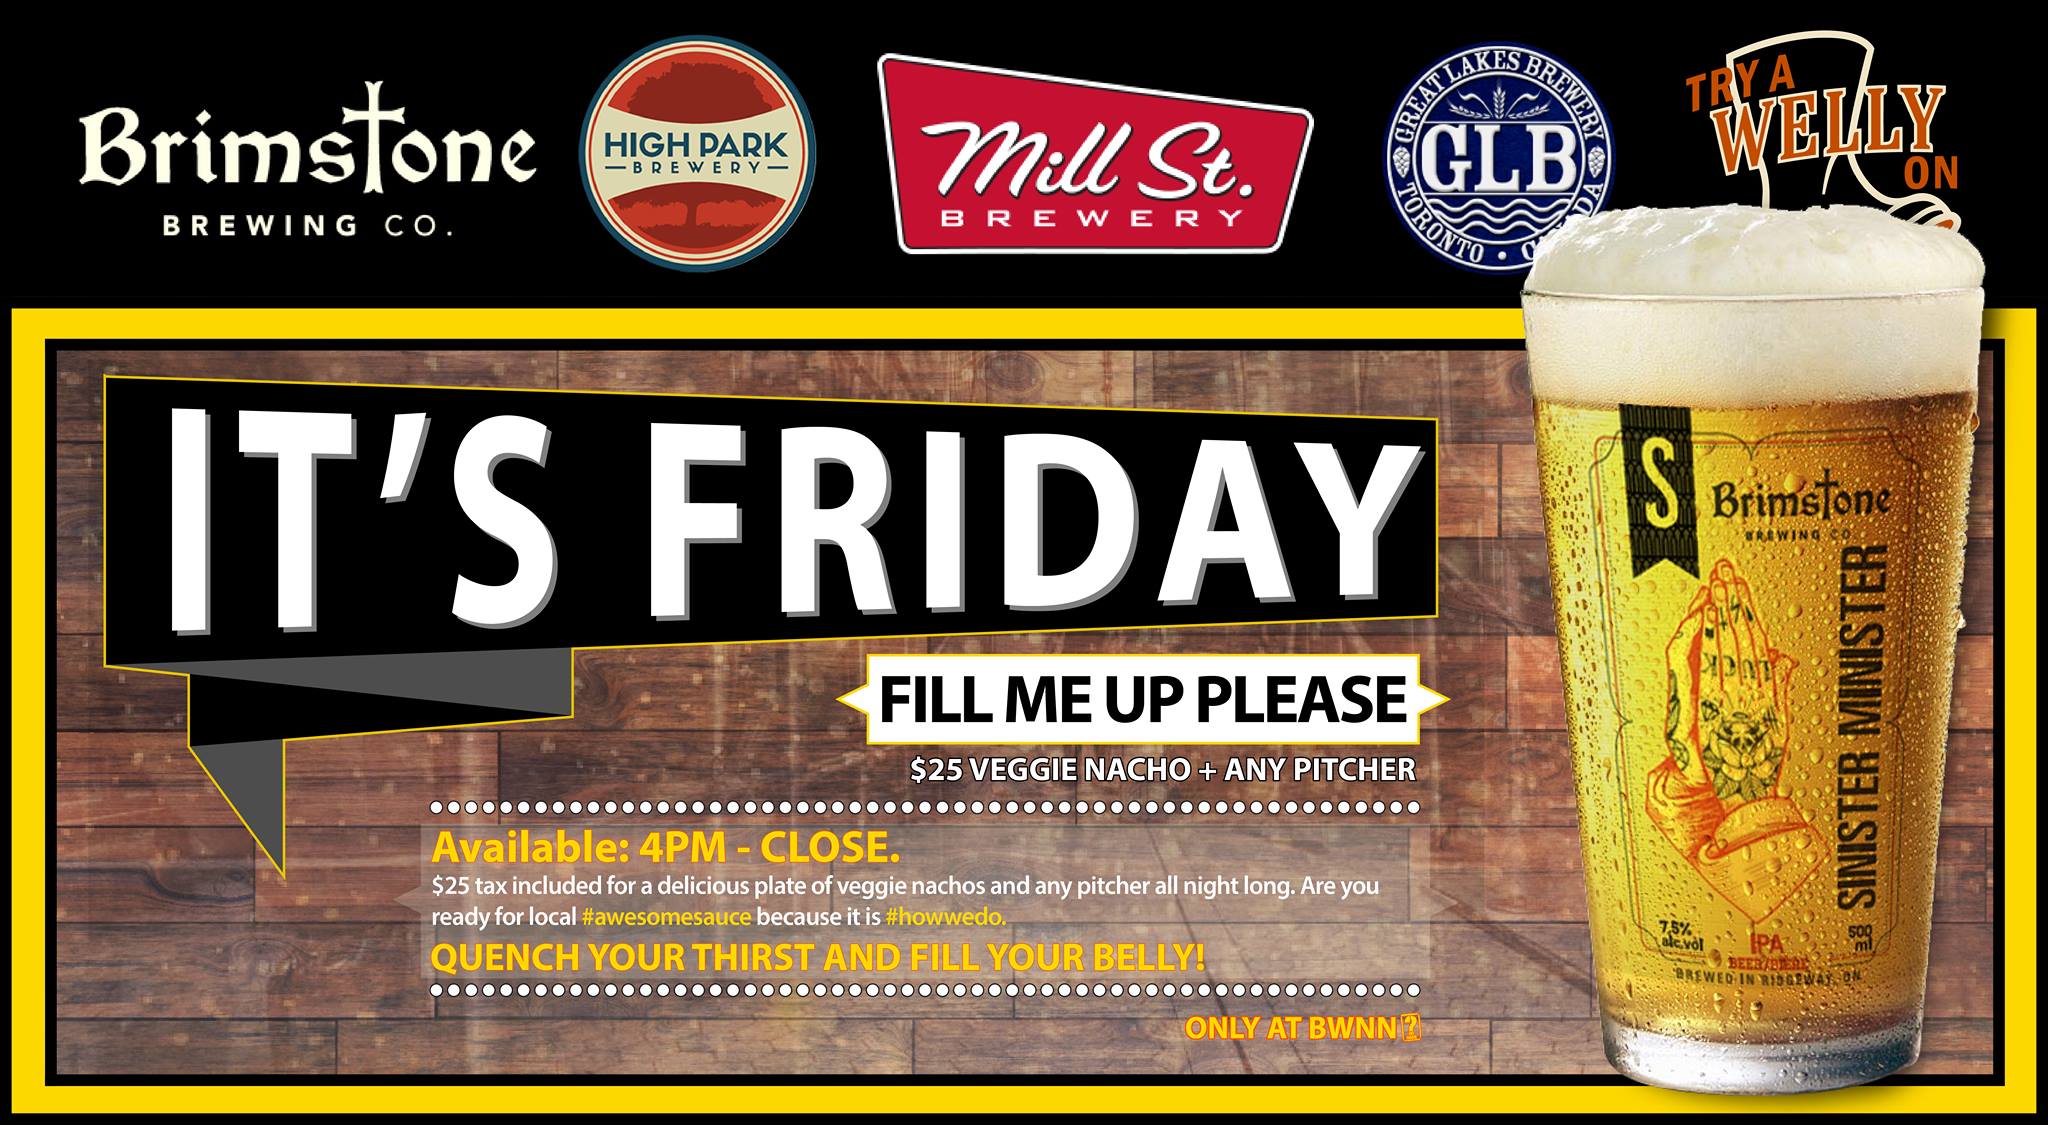 Brimstone
BREWING CO.
HIGH PARK
BREWERY
Mill St.
BREWERY
GREAT LAKES BREWERY
GLB
TORONTO •
TRY A
WELLY
ON
IT'S FRIDAY
FILL ME UP PLEASE
$25 VEGGIE NACHO + ANY PITCHER
Available: 4PM - CLOSE.
$25 tax included for a delicious plate of veggie nachos and any pitcher all night long. Are you
ready for local #awesomesauce because it is #howwedo.
QUENCH YOUR THIRST AND FILL YOUR BELLY!
ONLY AT BWNN
S
Brimstone
BREWING CO
LUCK
SINISTER MINISTER
7,5%
alc.vol
IPA
BEER/BIÈRE
500
ml
BREWED IN RIDGEWAY, ON